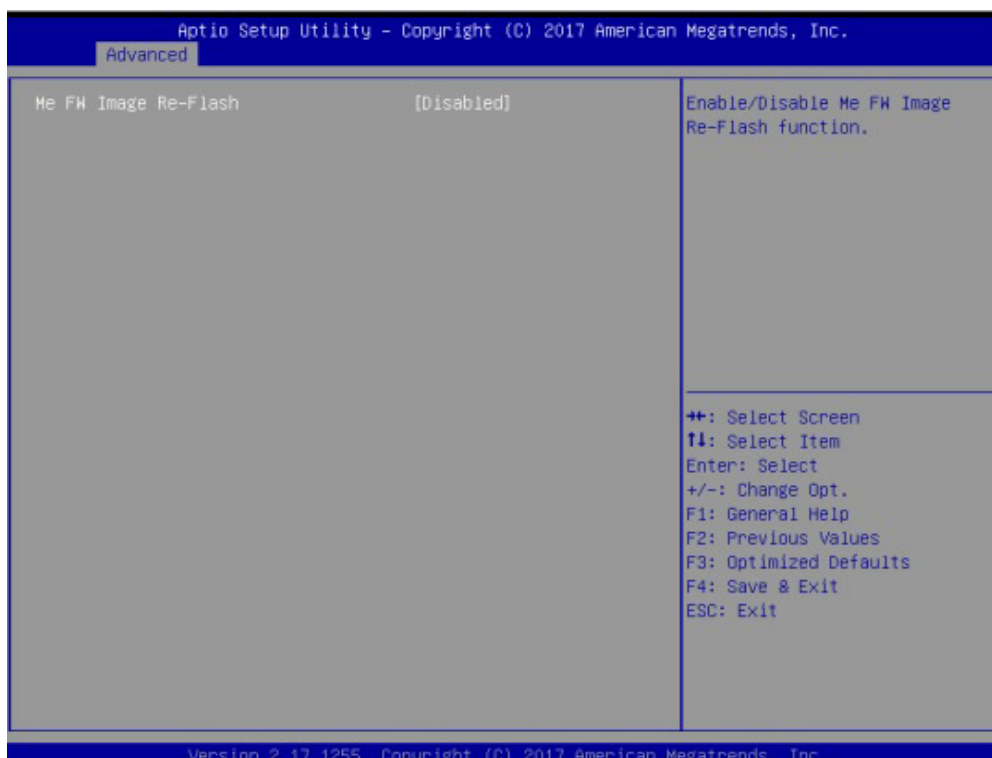 Aptio Setup Utility – Copyright (C) 2017 American Megatrends, Inc.
Advanced
Me FW Image Re-Flash [Disabled]
Enable/Disable Me FW Image
Re-Flash function.
→←: Select Screen
↑↓: Select Item
Enter: Select
+/-: Change Opt.
F1: General Help
F2: Previous Values
F3: Optimized Defaults
F4: Save & Exit
ESC: Exit
Version 2.17.1255. Copyright (C) 2017 American Megatrends, Inc.